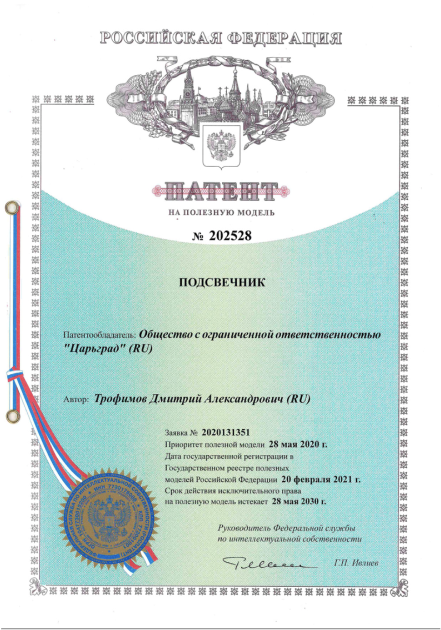 РОССИЙСКАЯ ФЕДЕРАЦИЯ
ПАТЕНТ
НА ПОЛЕЗНУЮ МОДЕЛЬ
№ 202528
ПОДСВЕЧНИК
Патентообладатель: Общество с ограниченной ответственностью
"Царьград" (RU)
Автор: Трофимов Дмитрий Александрович (RU)
Заявка № 2020131351
Приоритет полезной модели 28 мая 2020 г.
Дата государственной регистрации в
Государственном реестре полезных
моделей Российской Федерации 20 февраля 2021 г.
Срок действия исключительного права
на полезную модель истекает 28 мая 2030 г.
Руководитель Федеральной службы
по интеллектуальной собственности
Г.П. Ивлиев